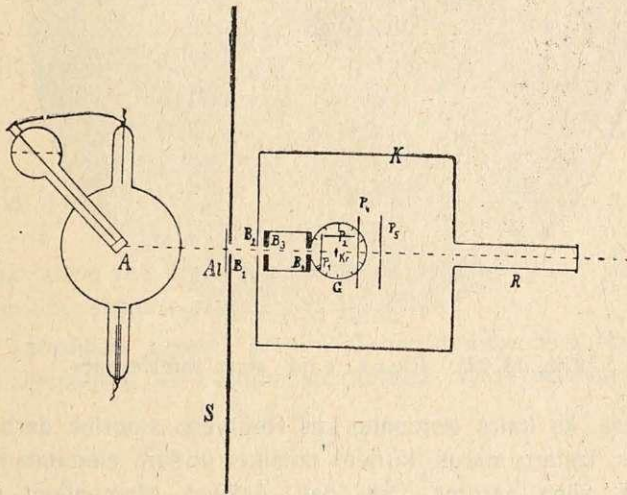 K
P₄
P₅
B₂ B₃ P₂
A Al B₁ B₄ P₁ Kr R
G
S